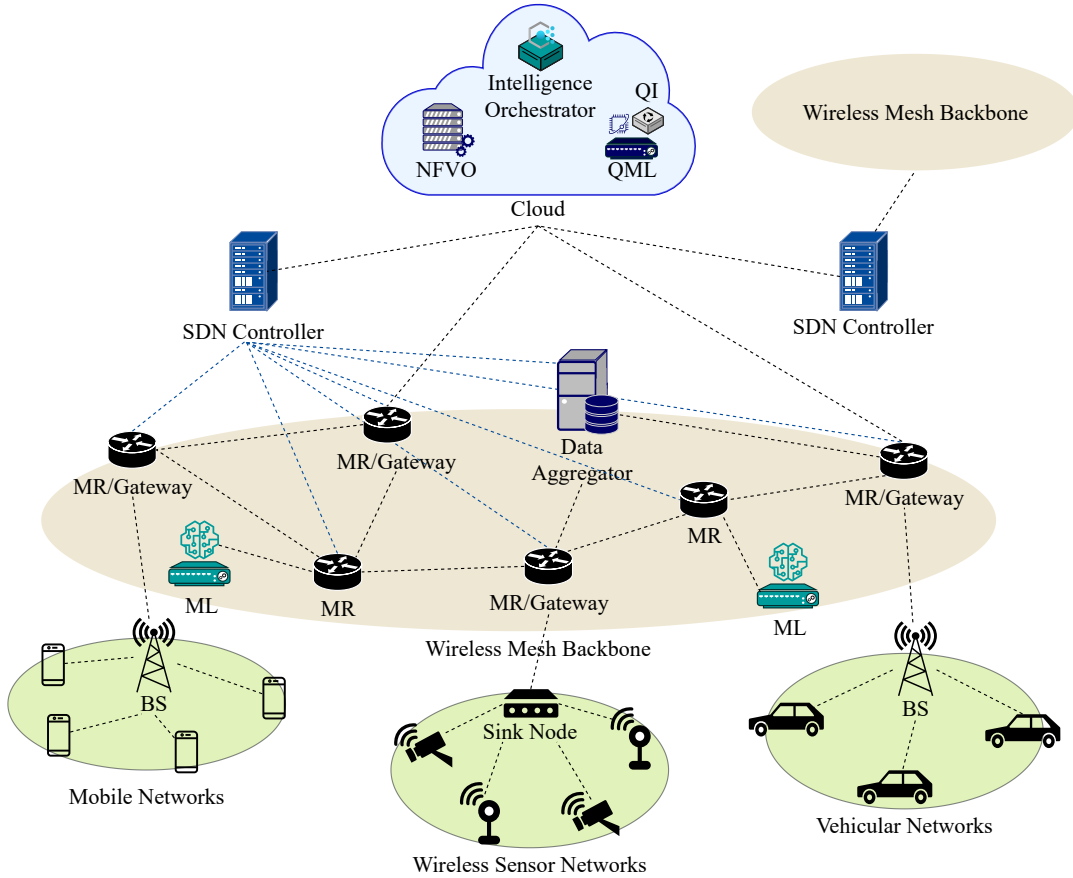 Intelligence
Orchestrator
QI
NFVO
QML
Cloud
Wireless Mesh Backbone
SDN Controller
SDN Controller
Data
Aggregator
MR/Gateway
MR/Gateway
MR/Gateway
MR
ML
MR
MR/Gateway
ML
Wireless Mesh Backbone
BS
Sink Node
BS
Mobile Networks
Vehicular Networks
Wireless Sensor Networks